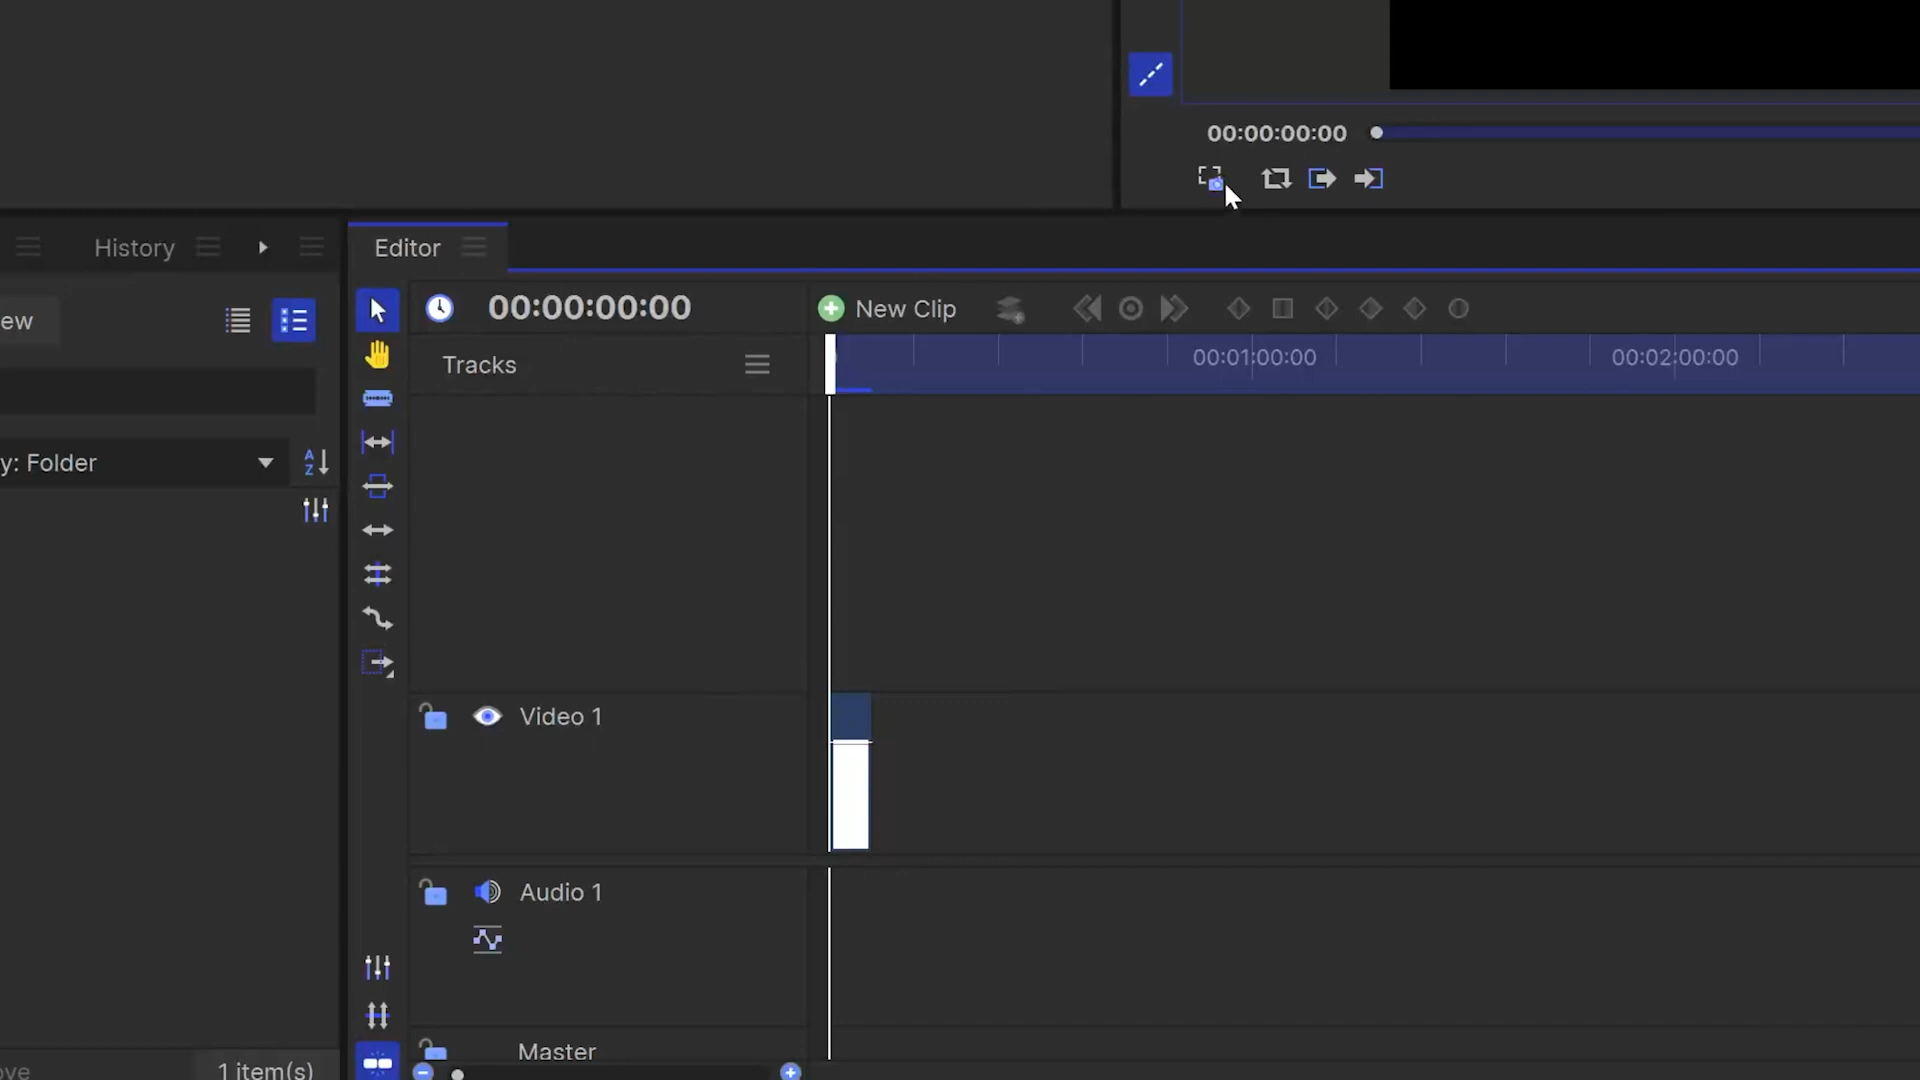 00:00:00:00
History
Editor
ew
00:00:00:00
New Clip
Tracks
00:01:00:00
00:02:00:00
y: Folder
A
Z
Video 1
Audio 1
Master
ove
1 item(s)